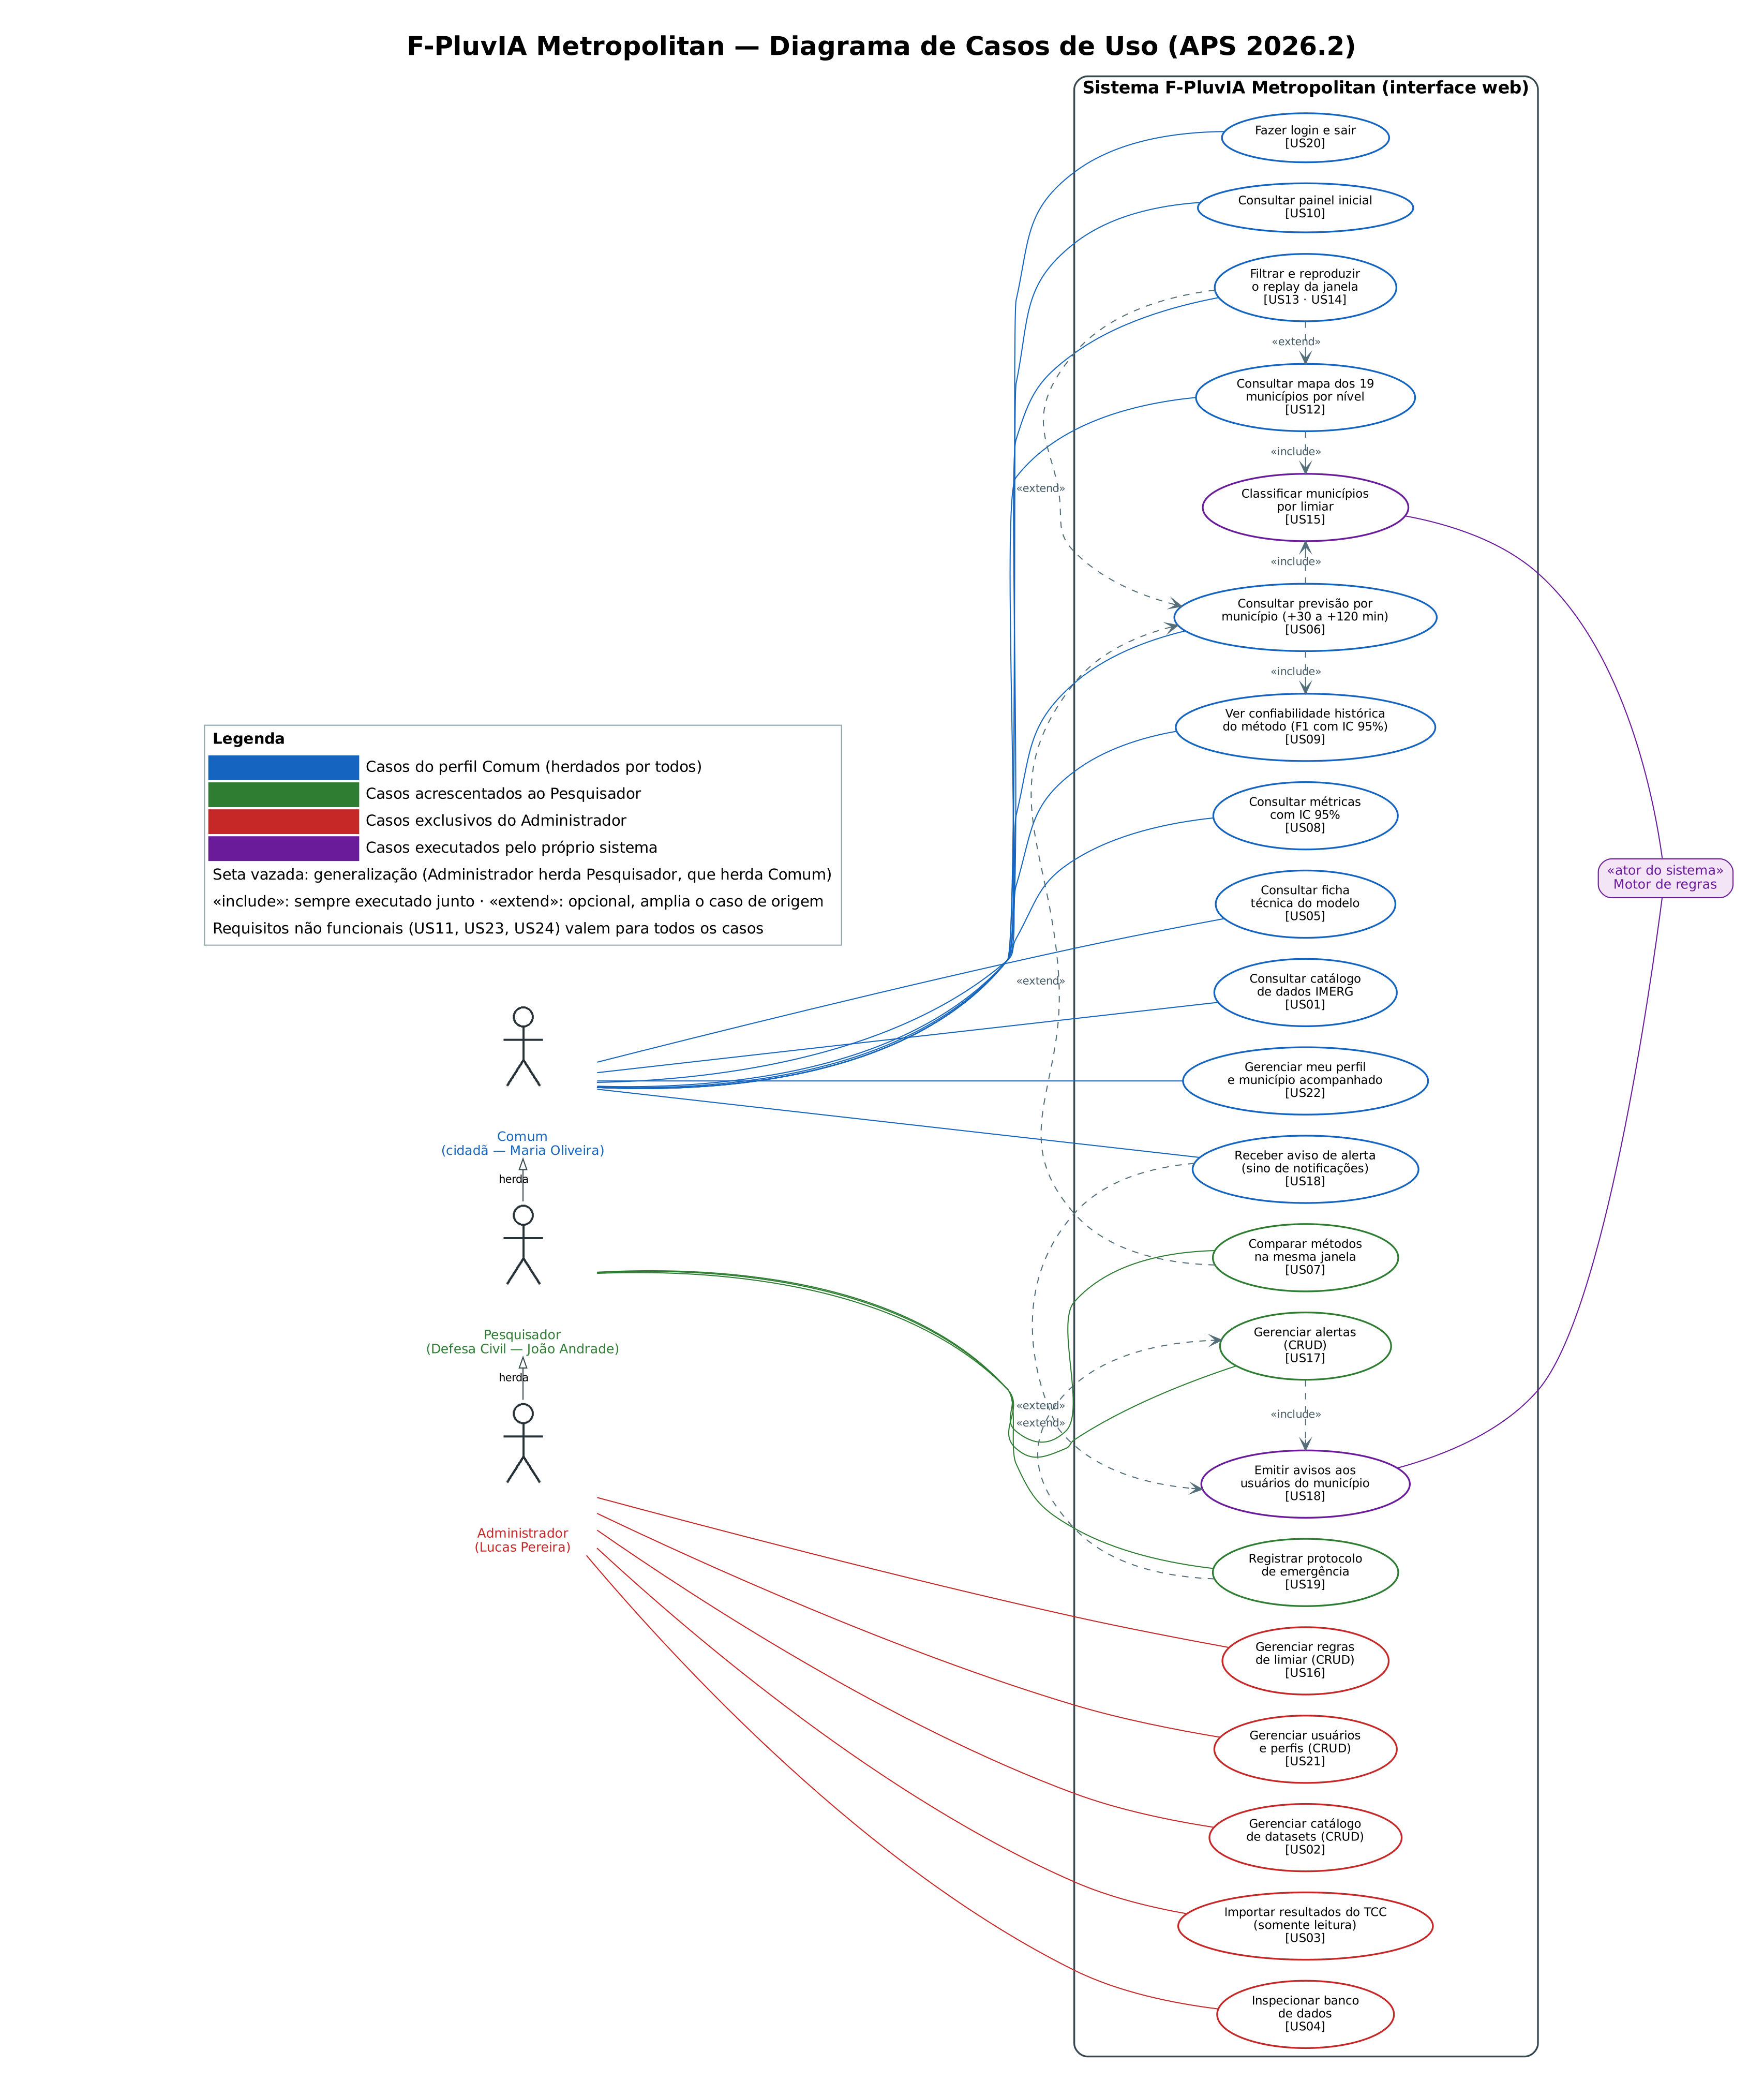 F-PluvIA Metropolitan — Diagrama de Casos de Uso (APS 2026.2)
Sistema F-PluvIA Metropolitan (interface web)
Fazer login e sair
[US20]
Consultar painel inicial
[US10]
Filtrar e reproduzir
o replay da janela
[US13 · US14]
«extend»
Consultar mapa dos 19
municípios por nível
[US12]
«include»
«extend»
Classificar municípios
por limiar
[US15]
«include»
Consultar previsão por
município (+30 a +120 min)
[US06]
«include»
Ver confiabilidade histórica
do método (F1 com IC 95%)
[US09]
Consultar métricas
com IC 95%
[US08]
Consultar ficha
técnica do modelo
[US05]
«ator do sistema»
Motor de regras
Legenda
Casos do perfil Comum (herdados por todos)
Casos acrescentados ao Pesquisador
Casos exclusivos do Administrador
Casos executados pelo próprio sistema
Seta vazada: generalização (Administrador herda Pesquisador, que herda Comum)
«include»: sempre executado junto · «extend»: opcional, amplia o caso de origem
Requisitos não funcionais (US11, US23, US24) valem para todos os casos
«extend»
Consultar catálogo
de dados IMERG
[US01]
Gerenciar meu perfil
e município acompanhado
[US22]
Comum
(cidadã — Maria Oliveira)
herda
Receber aviso de alerta
(sino de notificações)
[US18]
Comparar métodos
na mesma janela
[US07]
Pesquisador
(Defesa Civil — João Andrade)
herda
Gerenciar alertas
(CRUD)
[US17]
«extend»
«extend»
«include»
Emitir avisos aos
usuários do município
[US18]
Administrador
(Lucas Pereira)
Registrar protocolo
de emergência
[US19]
Gerenciar regras
de limiar (CRUD)
[US16]
Gerenciar usuários
e perfis (CRUD)
[US21]
Gerenciar catálogo
de datasets (CRUD)
[US02]
Importar resultados do TCC
(somente leitura)
[US03]
Inspecionar banco
de dados
[US04]